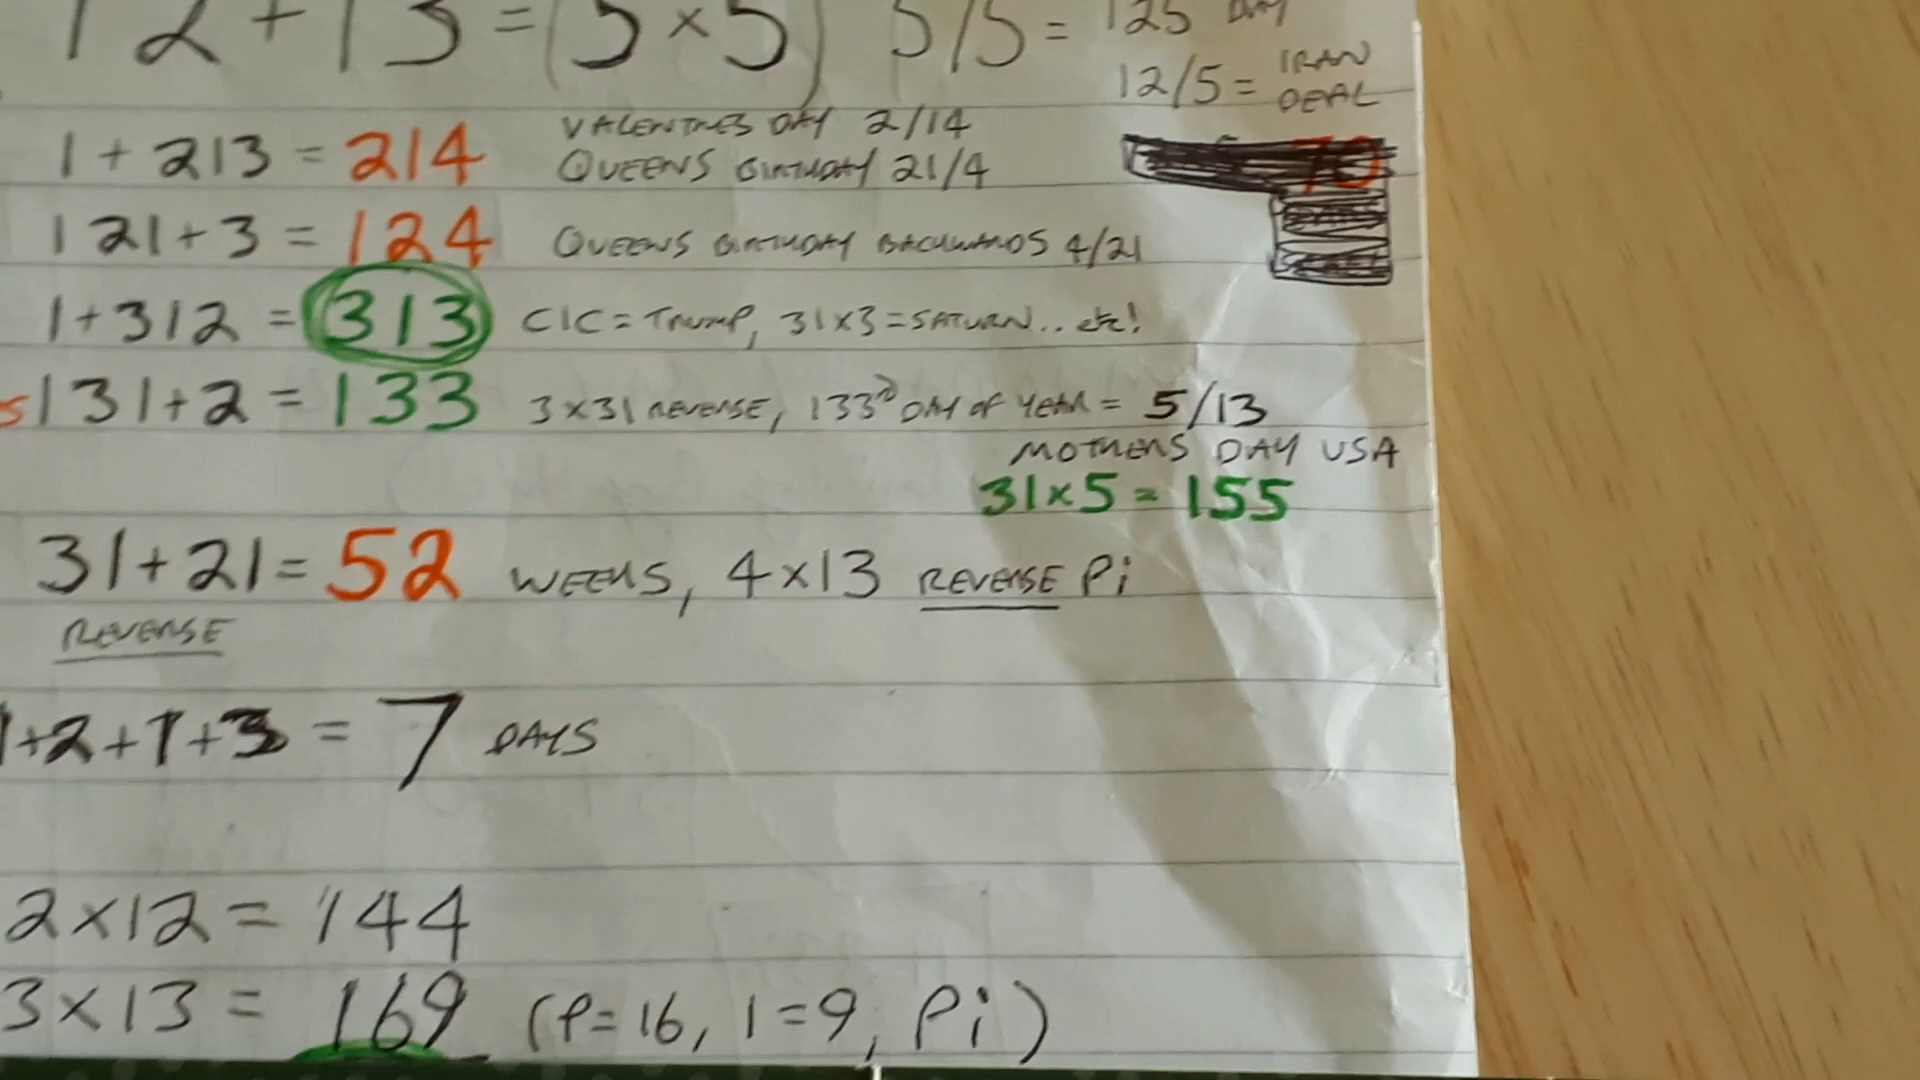 12+13=(5×5) 5/5= 125 DAY
12/5= IRAN DEAL
1+213=214 VALENTINES DAY 2/14
QUEENS BIRTHDAY 21/4
70
121+3=124 QUEENS BIRTHDAY BACKWARDS 4/21
1+312=313 CIC=TRUMP, 31×3=SATURN.. etc!
S 131+2=133 3×31 REVERSE, 133D DAY OF YEAR = 5/13
MOTHERS DAY USA
31×5=155
31+21=52 WEEKS, 4×13 REVERSE Pi
REVERSE
1+2+1+3=7 DAYS
2×12=144
3×13=169 (P=16, I=9, Pi)